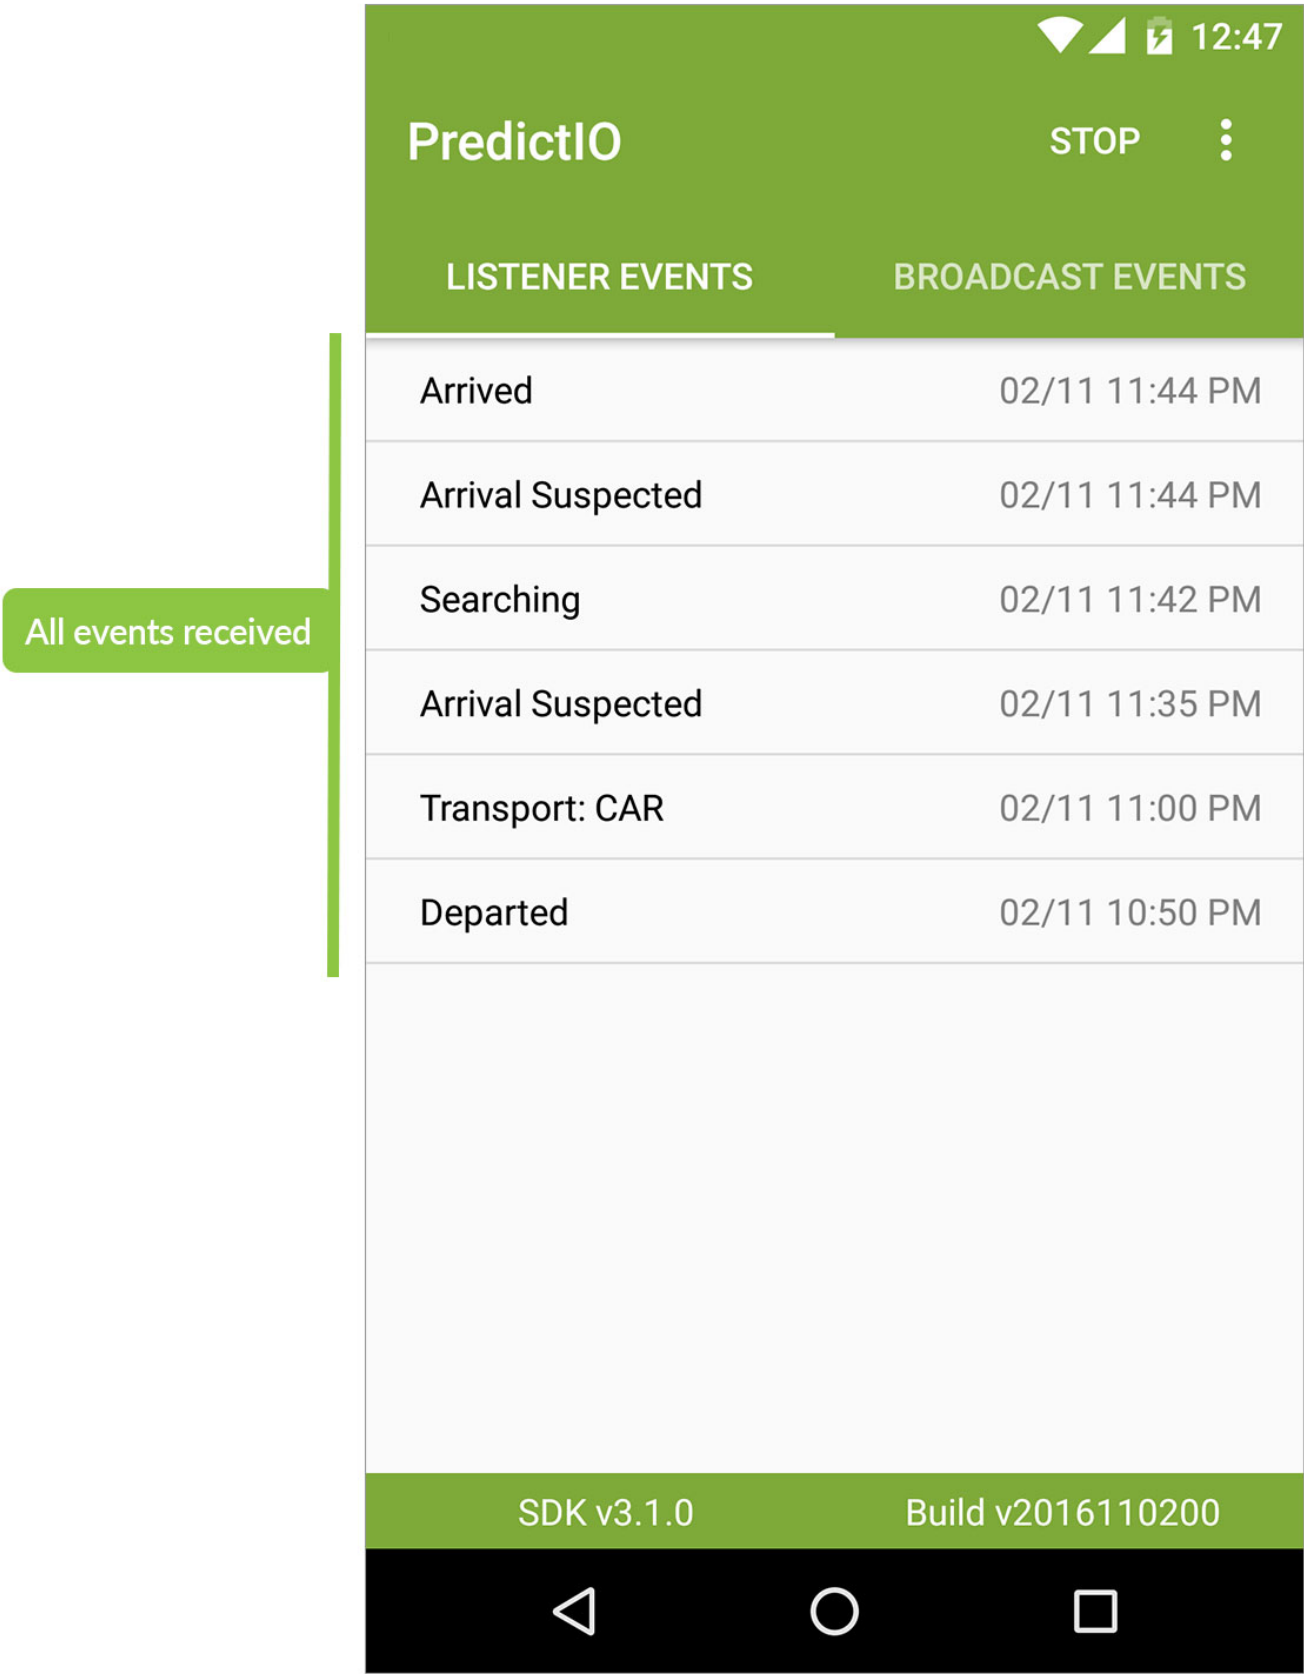 12:47
PredictIO STOP
LISTENER EVENTS BROADCAST EVENTS
Arrived 02/11 11:44 PM
Arrival Suspected 02/11 11:44 PM
Searching 02/11 11:42 PM
All events received
Arrival Suspected 02/11 11:35 PM
Transport: CAR 02/11 11:00 PM
Departed 02/11 10:50 PM
SDK v3.1.0 Build v2016110200